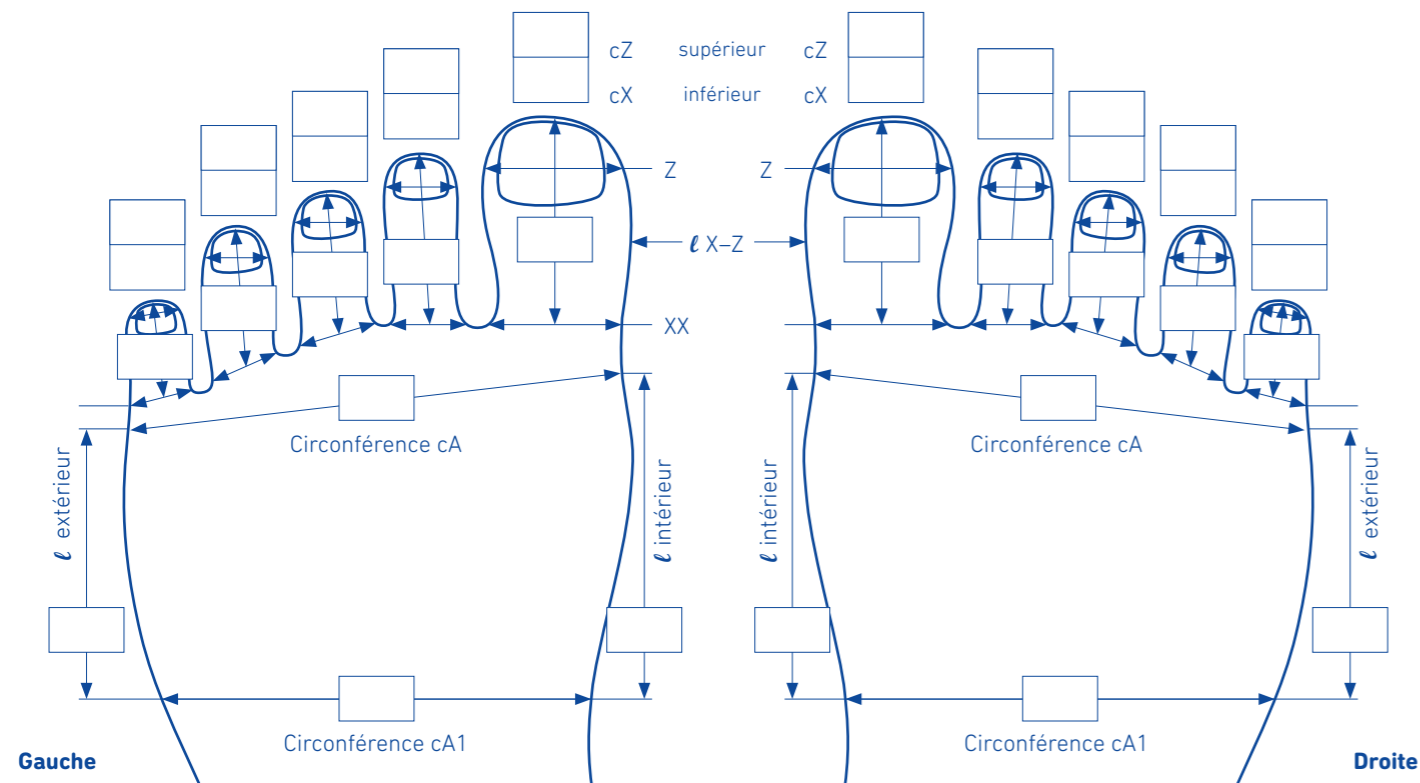 cZ supérieur cZ
cX inférieur cX
Z Z
ℓ X–Z
XX
Circonférence cA Circonférence cA
ℓ extérieur ℓ intérieur ℓ intérieur ℓ extérieur
Circonférence cA1 Circonférence cA1
Gauche Droite